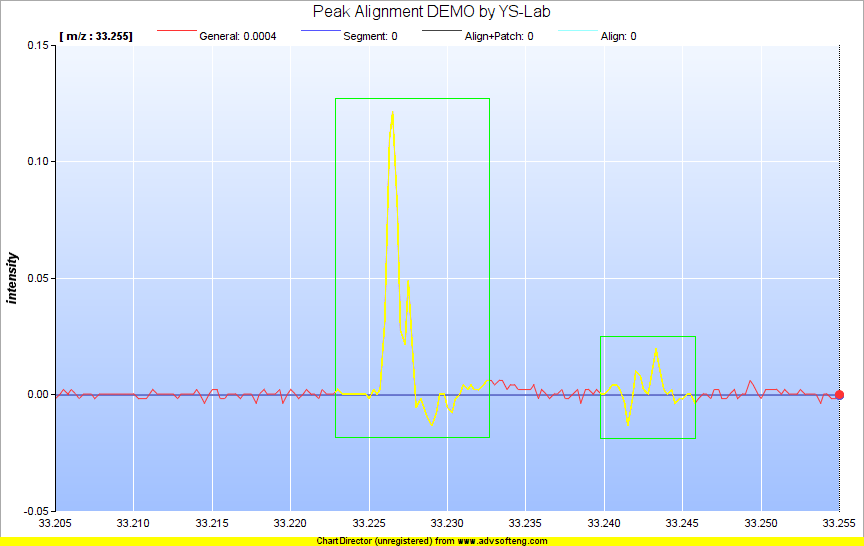 Peak Alignment DEMO by YS-Lab
[ m/z : 33.255] General: 0.0004 Segment: 0 Align+Patch: 0 Align: 0
0.15
0.10
0.05
0.00
-0.05
intensity
33.205 33.210 33.215 33.220 33.225 33.230 33.235 33.240 33.245 33.250 33.255
ChartDirector (unregistered) from www.advsofteng.com